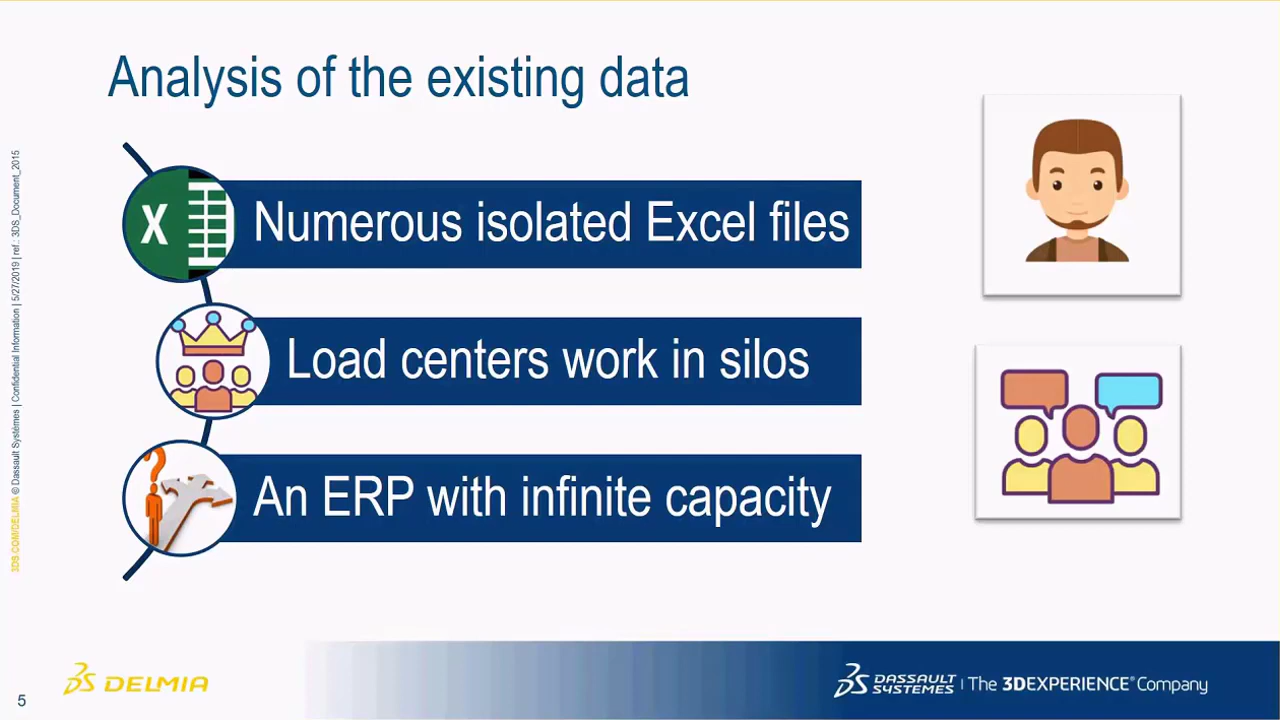 Analysis of the existing data
X
Numerous isolated Excel files
Load centers work in silos
?
An ERP with infinite capacity
3DS.COM/DELMIA © Dassault Systèmes | Confidential Information | 5/27/2019 | ref.: 3DS_Document_2015
5
DELMIA
DASSAULT SYSTEMES | The 3DEXPERIENCE® Company